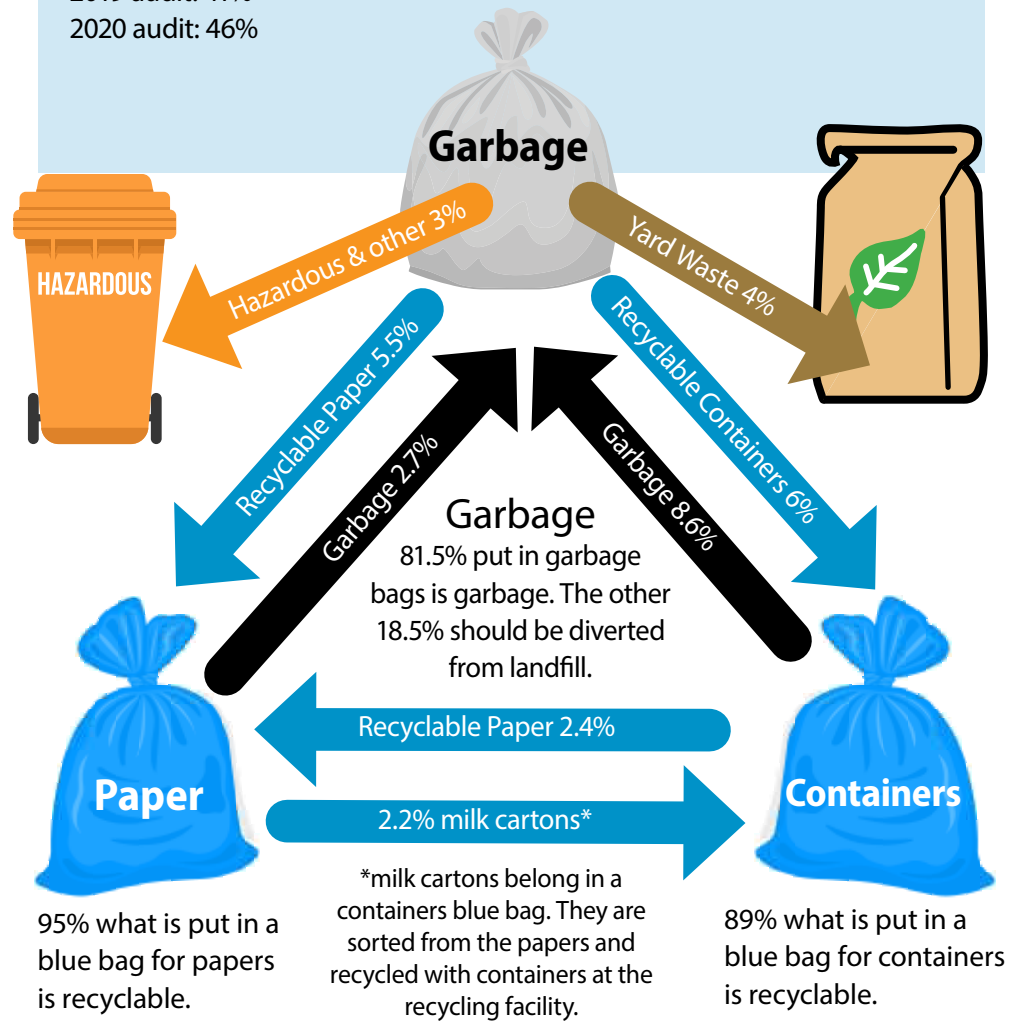 2020 audit: 46%
Garbage
HAZARDOUS
Hazardous & other 3%
Yard Waste 4%
Recyclable Paper 5.5%
Recyclable Containers 6%
Garbage 2.7%
Garbage 8.6%
Garbage
81.5% put in garbage
bags is garbage. The other
18.5% should be diverted
from landfill.
Recyclable Paper 2.4%
Paper
Containers
2.2% milk cartons*
*milk cartons belong in a
containers blue bag. They are
sorted from the papers and
recycled with containers at the
recycling facility.
95% what is put in a
blue bag for papers
is recyclable.
89% what is put in a
blue bag for containers
is recyclable.